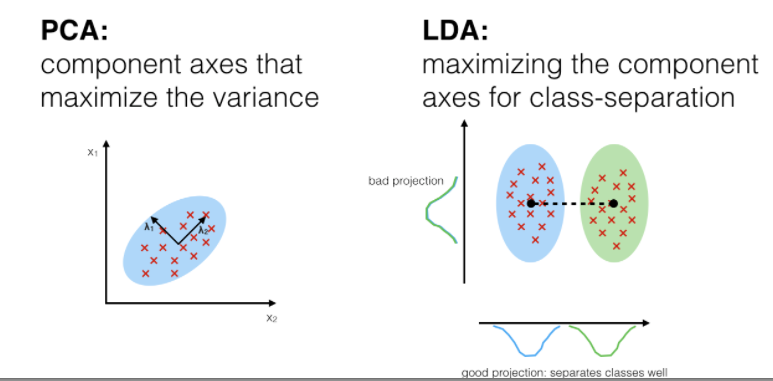 PCA:
component axes that
maximize the variance
x₁
λ₁
λ₂
x₂
LDA:
maximizing the component
axes for class-separation
bad projection
good projection: separates classes well